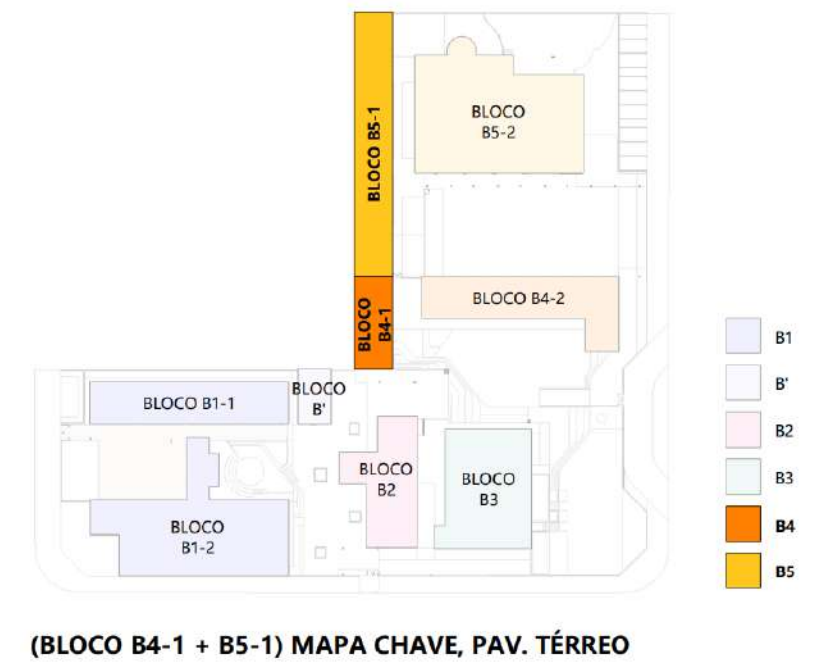 BLOCO B5-1
BLOCO
B5-2
BLOCO
B4-1
BLOCO B4-2
BLOCO B1-1
BLOCO
B'
BLOCO
B2
BLOCO
B3
BLOCO
B1-2
B1
B'
B2
B3
B4
B5
(BLOCO B4-1 + B5-1) MAPA CHAVE, PAV. TÉRREO